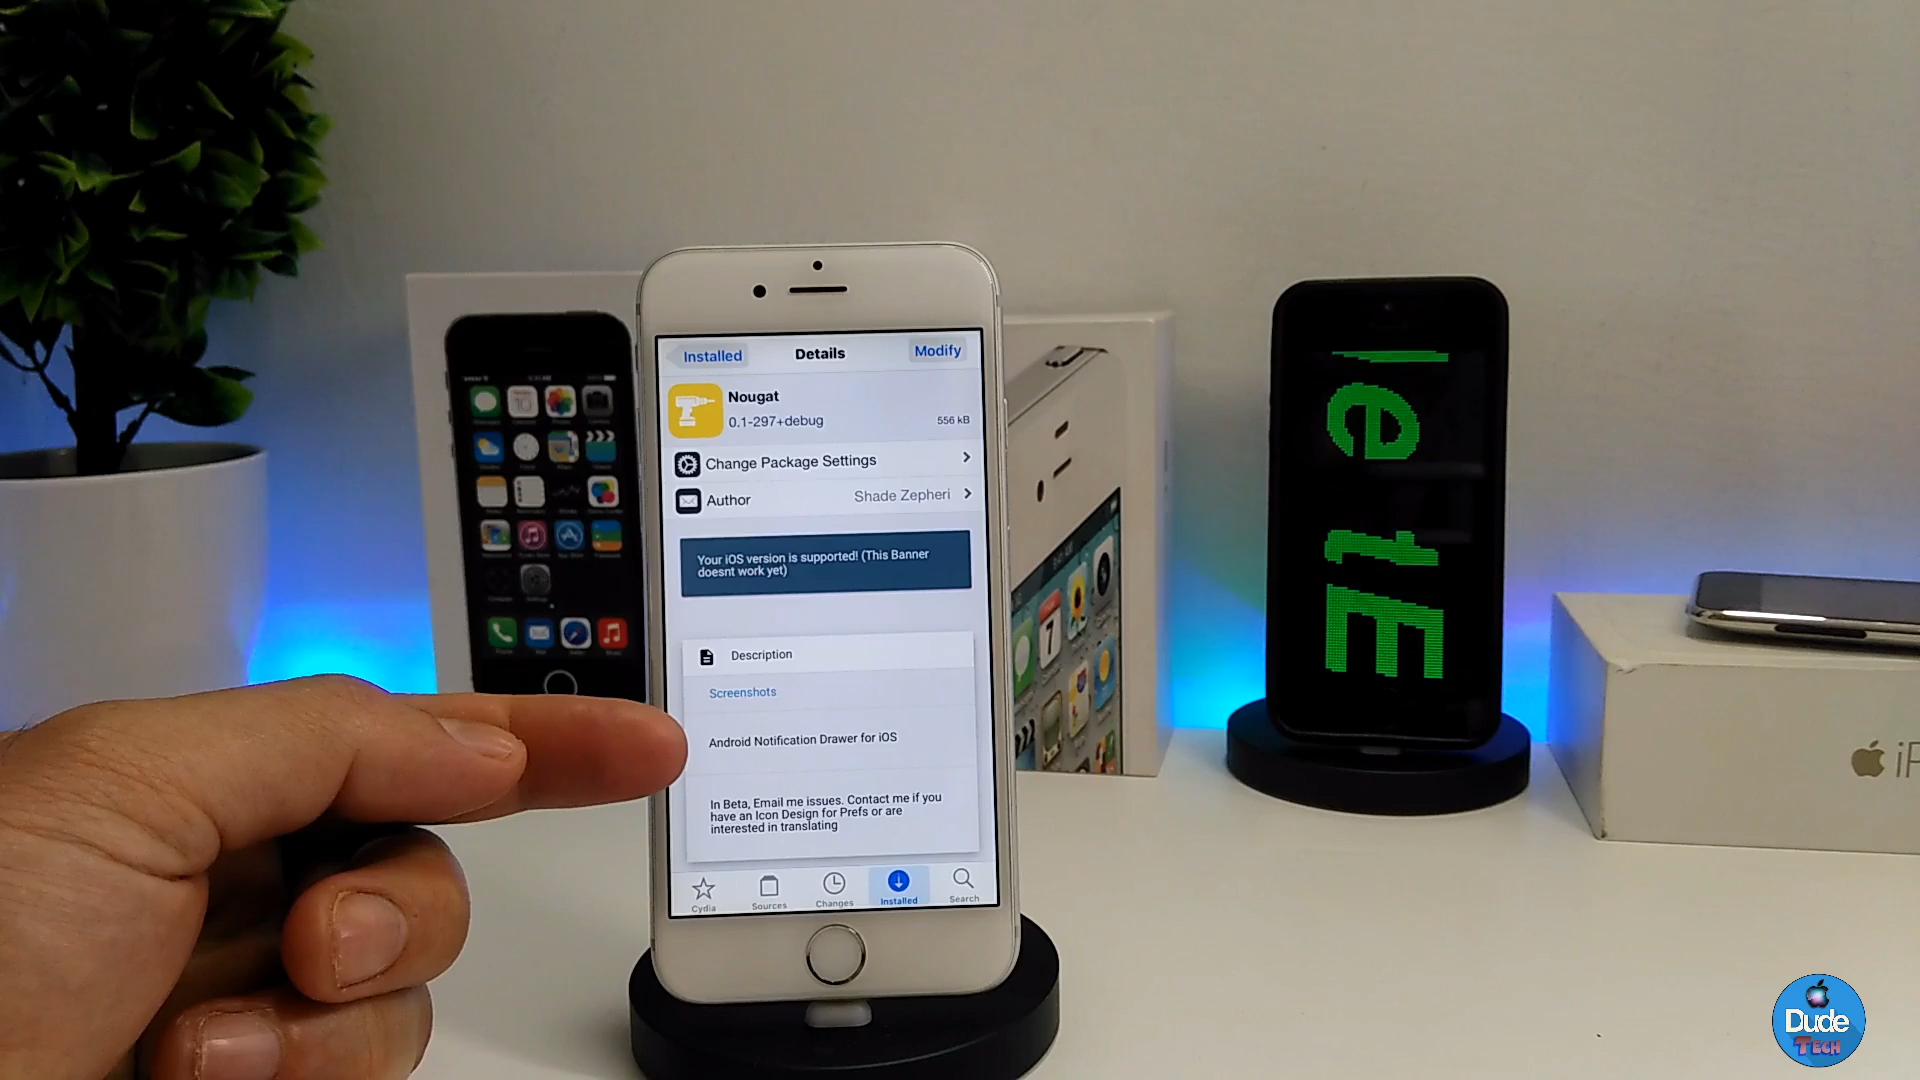 Installed
Details
Modify
Nougat
0.1-297+debug
556 kB
Change Package Settings
Author
Shade Zepheri
Your iOS version is supported! (This Banner
doesnt work yet)
Description
Screenshots
Android Notification Drawer for iOS
In Beta, Email me issues. Contact me if you
have an Icon Design for Prefs or are
interested in translating
Cydia
Sources
Changes
Installed
Search
iP
Dude
TECH